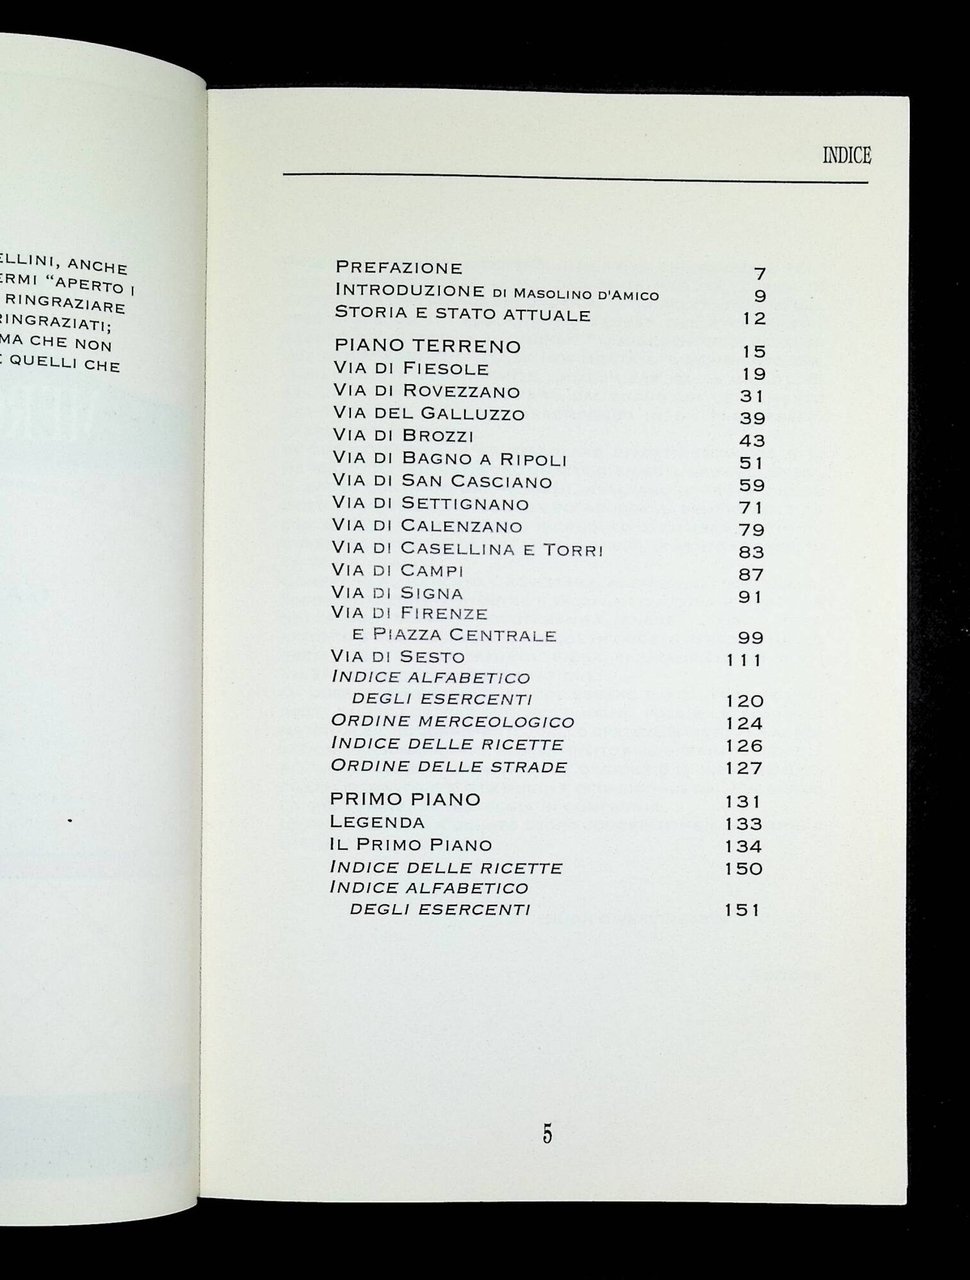 ELLINI, ANCHE
ERMI "APERTO I
RINGRAZIARE
RINGRAZIATI;
MA CHE NON
E QUELLI CHE
INDICE
PREFAZIONE 7
INTRODUZIONE DI MASOLINO D'AMICO 9
STORIA E STATO ATTUALE 12
PIANO TERRENO 15
VIA DI FIESOLE 19
VIA DI ROVEZZANO 31
VIA DEL GALLUZZO 39
VIA DI BROZZI 43
VIA DI BAGNO A RIPOLI 51
VIA DI SAN CASCIANO 59
VIA DI SETTIGNANO 71
VIA DI CALENZANO 79
VIA DI CASELLINA E TORRI 83
VIA DI CAMPI 87
VIA DI SIGNA 91
VIA DI FIRENZE
E PIAZZA CENTRALE 99
VIA DI SESTO 111
INDICE ALFABETICO
DEGLI ESERCENTI 120
ORDINE MERCEOLOGICO 124
INDICE DELLE RICETTE 126
ORDINE DELLE STRADE 127
PRIMO PIANO 131
LEGENDA 133
IL PRIMO PIANO 134
INDICE DELLE RICETTE 150
INDICE ALFABETICO
DEGLI ESERCENTI 151
5